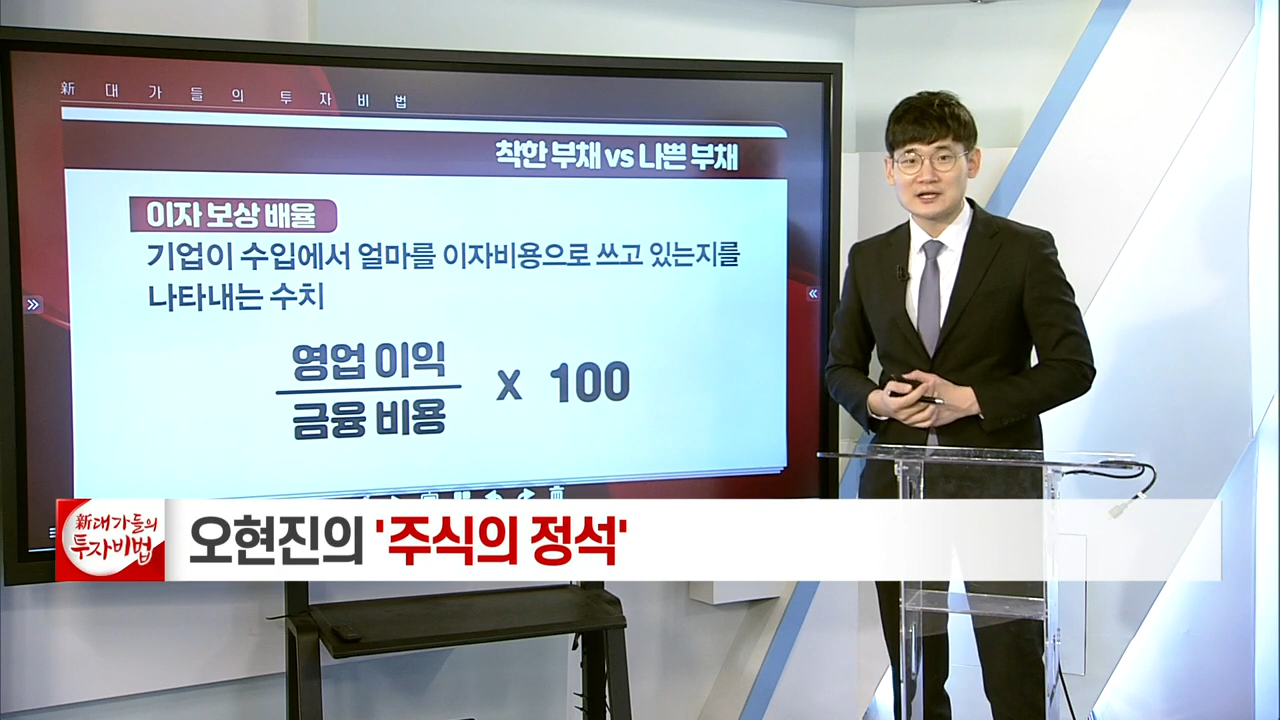 新대가들의투자비법
착한 부채 vs 나쁜 부채
이자 보상 배율
기업이 수입에서 얼마를 이자비용으로 쓰고 있는지를
나타내는 수치
영업 이익
금융 비용
x 100
新대가들의
투자비법
오현진의 '주식의 정석'